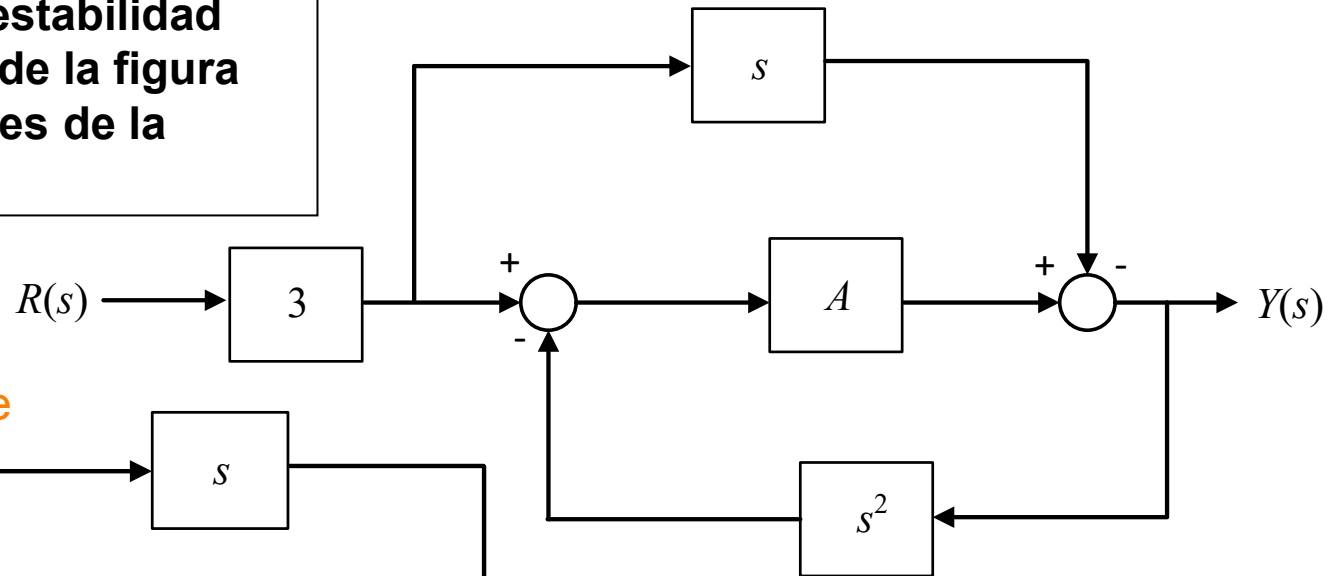 estabilidad
de la figura
es de la
s
+
+
-
R(s)
3
A
Y(s)
-
e
s
s²